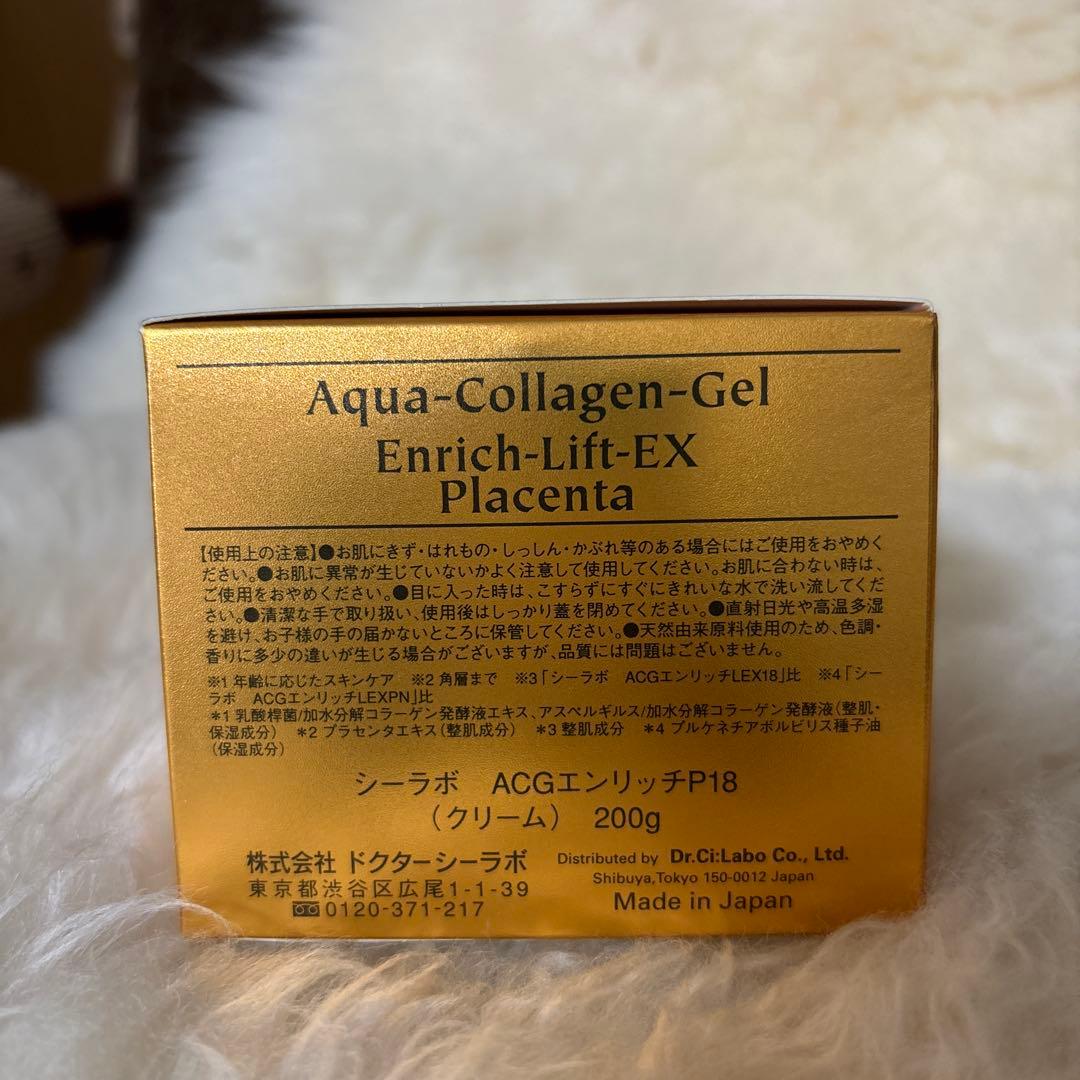 Aqua-Collagen-Gel
Enrich-Lift-EX
Placenta
【使用上の注意】●お肌にきず・はれもの・しっしん・かぶれ等のある場合にはご使用をおやめく
ださい。●お肌に異常が生じていないかよく注意して使用してください。お肌に合わない時は、
ご使用をおやめください。●目に入った時は、こすらずにすぐにきれいな水で洗い流してくだ
さい。●清潔な手で取り扱い、使用後はしっかり蓋を閉めてください。●直射日光や高温多湿
を避け、お子様の手の届かないところに保管してください。●天然由来原料使用のため、色調・
香りに多少の違いが生じる場合がございますが、品質には問題はございません。
※1 年齢に応じたスキンケア ※2 角層まで ※3「シーラボ ACGエンリッチLEX18」比 ※4「シー
ラボ ACGエンリッチLEXPN」比
*1 乳酸桿菌/加水分解コラーゲン発酵液エキス、アスペルギルス/加水分解コラーゲン発酵液（整肌・
保湿成分） *2 プラセンタエキス（整肌成分） *3 整肌成分 *4 プルケネチアボルビリス種子油
（保湿成分）
シーラボ ACGエンリッチP18
（クリーム） 200g
株式会社 ドクターシーラボ
東京都渋谷区広尾1-1-39
0120-371-217
Distributed by Dr.Ci:Labo Co., Ltd.
Shibuya,Tokyo 150-0012 Japan
Made in Japan